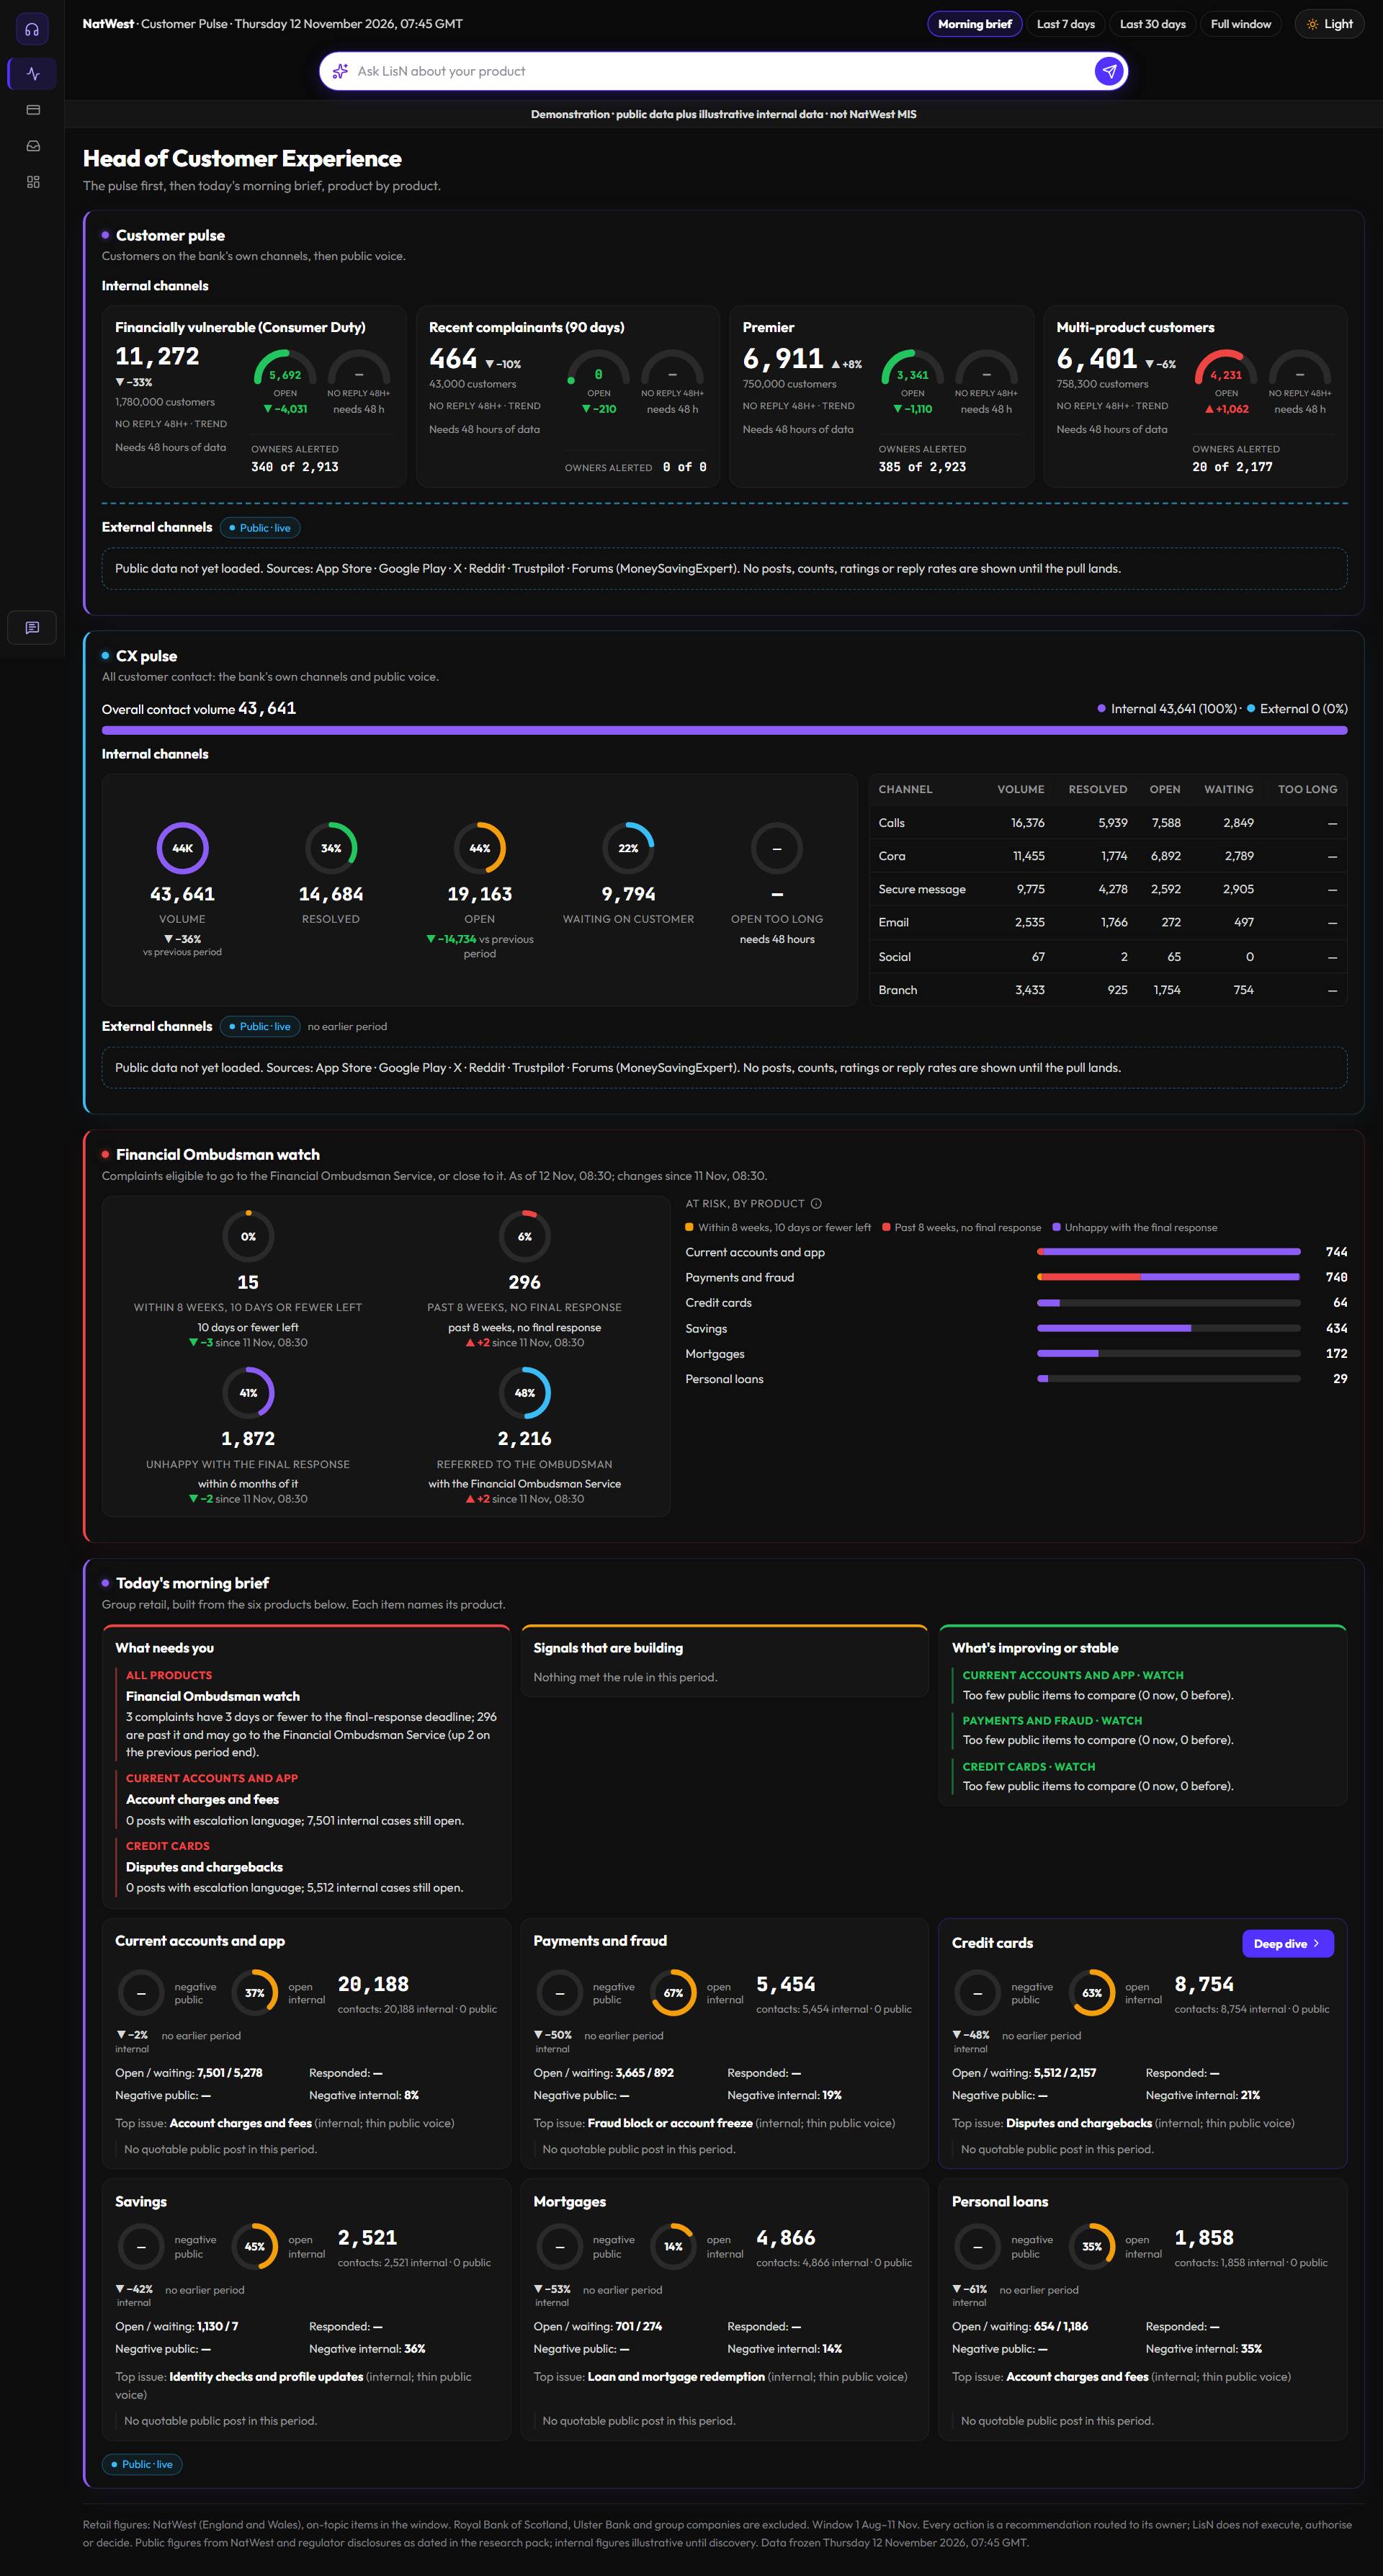 NatWest · Customer Pulse · Thursday 12 November 2026, 07:45 GMT
Morning brief
Last 7 days
Last 30 days
Full window
Light
Ask LisN about your product
Demonstration · public data plus illustrative internal data · not NatWest MIS
Head of Customer Experience
The pulse first, then today's morning brief, product by product.
Customer pulse
Customers on the bank's own channels, then public voice.
Internal channels
Financially vulnerable (Consumer Duty)
11,272
▼ −33%
1,780,000 customers
NO REPLY 48H+ · TREND
Needs 48 hours of data
5,692
OPEN
▼ −4,031
–
NO REPLY 48H+
needs 48 h
OWNERS ALERTED
340 of 2,913
Recent complainants (90 days)
464 ▼ −10%
43,000 customers
NO REPLY 48H+ · TREND
Needs 48 hours of data
0
OPEN
▼ −210
–
NO REPLY 48H+
needs 48 h
OWNERS ALERTED 0 of 0
Premier
6,911 ▲ +8%
750,000 customers
NO REPLY 48H+ · TREND
Needs 48 hours of data
3,341
OPEN
▼ −1,110
–
NO REPLY 48H+
needs 48 h
OWNERS ALERTED
385 of 2,923
Multi-product customers
6,401 ▼ −6%
758,300 customers
NO REPLY 48H+ · TREND
Needs 48 hours of data
4,231
OPEN
▲ +1,062
–
NO REPLY 48H+
needs 48 h
OWNERS ALERTED
20 of 2,177
External channels
Public · live
Public data not yet loaded. Sources: App Store · Google Play · X · Reddit · Trustpilot · Forums (MoneySavingExpert). No posts, counts, ratings or reply rates are shown until the pull lands.
CX pulse
All customer contact: the bank's own channels and public voice.
Overall contact volume 43,641
Internal 43,641 (100%) · External 0 (0%)
Internal channels
44K
43,641
VOLUME
▼ −36%
vs previous period
34%
14,684
RESOLVED
44%
19,163
OPEN
▼ −14,734 vs previous
period
22%
9,794
WAITING ON CUSTOMER
–
–
OPEN TOO LONG
needs 48 hours
CHANNEL VOLUME RESOLVED OPEN WAITING TOO LONG
Calls 16,376 5,939 7,588 2,849 –
Cora 11,455 1,774 6,892 2,789 –
Secure message 9,775 4,278 2,592 2,905 –
Email 2,535 1,766 272 497 –
Social 67 2 65 0 –
Branch 3,433 925 1,754 754 –
External channels
Public · live
no earlier period
Public data not yet loaded. Sources: App Store · Google Play · X · Reddit · Trustpilot · Forums (MoneySavingExpert). No posts, counts, ratings or reply rates are shown until the pull lands.
Financial Ombudsman watch
Complaints eligible to go to the Financial Ombudsman Service, or close to it. As of 12 Nov, 08:30; changes since 11 Nov, 08:30.
0%
15
WITHIN 8 WEEKS, 10 DAYS OR FEWER LEFT
10 days or fewer left
▼ −3 since 11 Nov, 08:30
6%
296
PAST 8 WEEKS, NO FINAL RESPONSE
past 8 weeks, no final response
▲ +2 since 11 Nov, 08:30
41%
1,872
UNHAPPY WITH THE FINAL RESPONSE
within 6 months of it
▼ −2 since 11 Nov, 08:30
48%
2,216
REFERRED TO THE OMBUDSMAN
with the Financial Ombudsman Service
▲ +2 since 11 Nov, 08:30
AT RISK, BY PRODUCT
Within 8 weeks, 10 days or fewer left Past 8 weeks, no final response Unhappy with the final response
Current accounts and app 744
Payments and fraud 740
Credit cards 64
Savings 434
Mortgages 172
Personal loans 29
Today's morning brief
Group retail, built from the six products below. Each item names its product.
What needs you
ALL PRODUCTS
Financial Ombudsman watch
3 complaints have 3 days or fewer to the final-response deadline; 296
are past it and may go to the Financial Ombudsman Service (up 2 on
the previous period end).
CURRENT ACCOUNTS AND APP
Account charges and fees
0 posts with escalation language; 7,501 internal cases still open.
CREDIT CARDS
Disputes and chargebacks
0 posts with escalation language; 5,512 internal cases still open.
Signals that are building
Nothing met the rule in this period.
What's improving or stable
CURRENT ACCOUNTS AND APP · WATCH
Too few public items to compare (0 now, 0 before).
PAYMENTS AND FRAUD · WATCH
Too few public items to compare (0 now, 0 before).
CREDIT CARDS · WATCH
Too few public items to compare (0 now, 0 before).
Current accounts and app
–
negative
public
37%
open
internal
20,188
contacts: 20,188 internal · 0 public
▼ −2% no earlier period
internal
Open / waiting: 7,501 / 5,278 Responded: –
Negative public: – Negative internal: 8%
Top issue: Account charges and fees (internal; thin public voice)
No quotable public post in this period.
Payments and fraud
–
negative
public
67%
open
internal
5,454
contacts: 5,454 internal · 0 public
▼ −50% no earlier period
internal
Open / waiting: 3,665 / 892 Responded: –
Negative public: – Negative internal: 19%
Top issue: Fraud block or account freeze (internal; thin public voice)
No quotable public post in this period.
Credit cards
Deep dive
–
negative
public
63%
open
internal
8,754
contacts: 8,754 internal · 0 public
▼ −48% no earlier period
internal
Open / waiting: 5,512 / 2,157 Responded: –
Negative public: – Negative internal: 21%
Top issue: Disputes and chargebacks (internal; thin public voice)
No quotable public post in this period.
Savings
–
negative
public
45%
open
internal
2,521
contacts: 2,521 internal · 0 public
▼ −42% no earlier period
internal
Open / waiting: 1,130 / 7 Responded: –
Negative public: – Negative internal: 36%
Top issue: Identity checks and profile updates (internal; thin public
voice)
No quotable public post in this period.
Mortgages
–
negative
public
14%
open
internal
4,866
contacts: 4,866 internal · 0 public
▼ −53% no earlier period
internal
Open / waiting: 701 / 274 Responded: –
Negative public: – Negative internal: 14%
Top issue: Loan and mortgage redemption (internal; thin public voice)
No quotable public post in this period.
Personal loans
–
negative
public
35%
open
internal
1,858
contacts: 1,858 internal · 0 public
▼ −61% no earlier period
internal
Open / waiting: 654 / 1,186 Responded: –
Negative public: – Negative internal: 35%
Top issue: Account charges and fees (internal; thin public voice)
No quotable public post in this period.
Public · live
Retail figures: NatWest (England and Wales), on-topic items in the window. Royal Bank of Scotland, Ulster Bank and group companies are excluded. Window 1 Aug–11 Nov. Every action is a recommendation routed to its owner; LisN does not execute, authorise
or decide. Public figures from NatWest and regulator disclosures as dated in the research pack; internal figures illustrative until discovery. Data frozen Thursday 12 November 2026, 07:45 GMT.